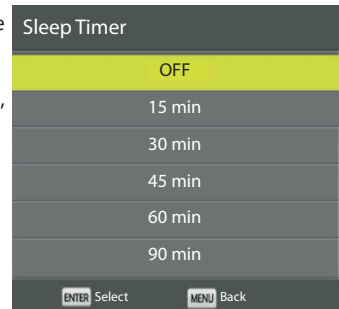 e
Sleep Timer
OFF
,
15 min
30 min
45 min
60 min
90 min
ENTER Select MENU Back